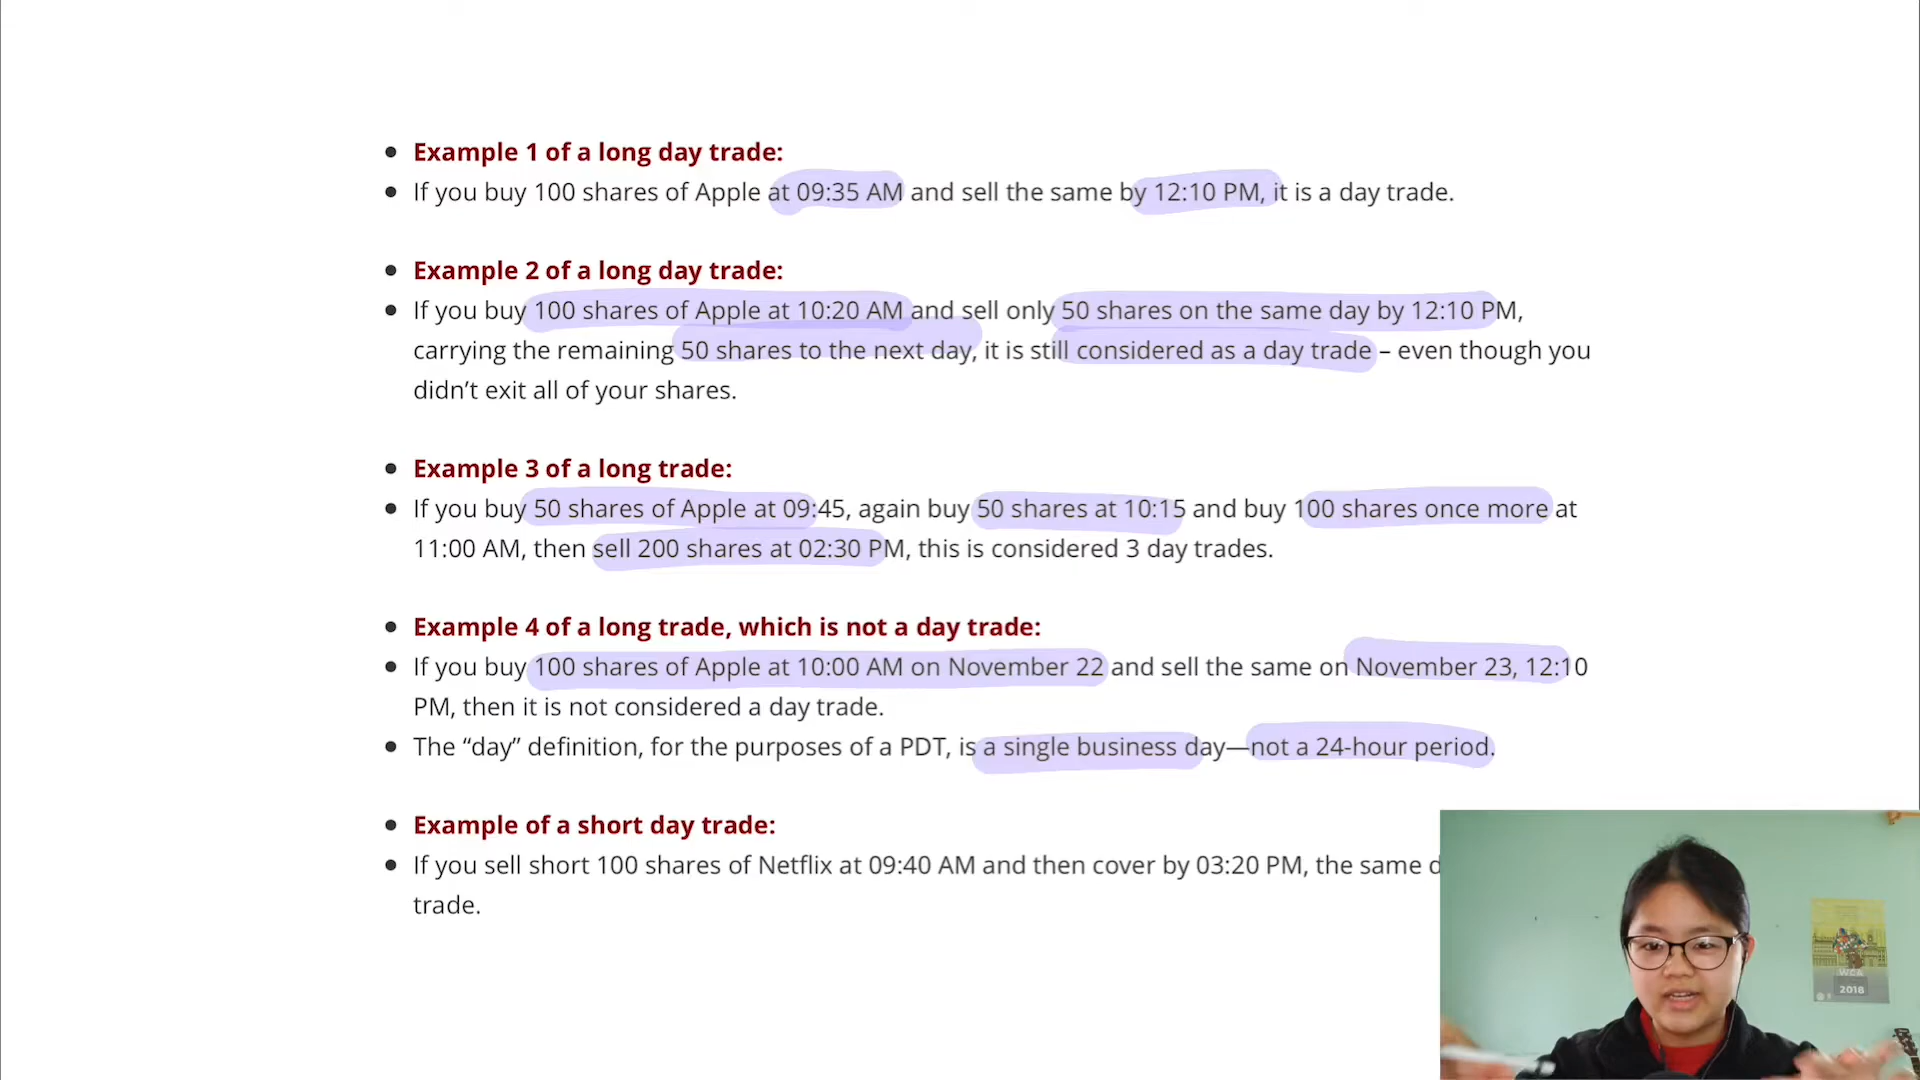 Example 1 of a long day trade:
If you buy 100 shares of Apple at 09:35 AM and sell the same by 12:10 PM, it is a day trade.
Example 2 of a long day trade:
If you buy 100 shares of Apple at 10:20 AM and sell only 50 shares on the same day by 12:10 PM,
carrying the remaining 50 shares to the next day, it is still considered as a day trade – even though you
didn’t exit all of your shares.
Example 3 of a long trade:
If you buy 50 shares of Apple at 09:45, again buy 50 shares at 10:15 and buy 100 shares once more at
11:00 AM, then sell 200 shares at 02:30 PM, this is considered 3 day trades.
Example 4 of a long trade, which is not a day trade:
If you buy 100 shares of Apple at 10:00 AM on November 22 and sell the same on November 23, 12:10
PM, then it is not considered a day trade.
The “day” definition, for the purposes of a PDT, is a single business day—not a 24-hour period.
Example of a short day trade:
If you sell short 100 shares of Netflix at 09:40 AM and then cover by 03:20 PM, the same
trade.
WCA
2018